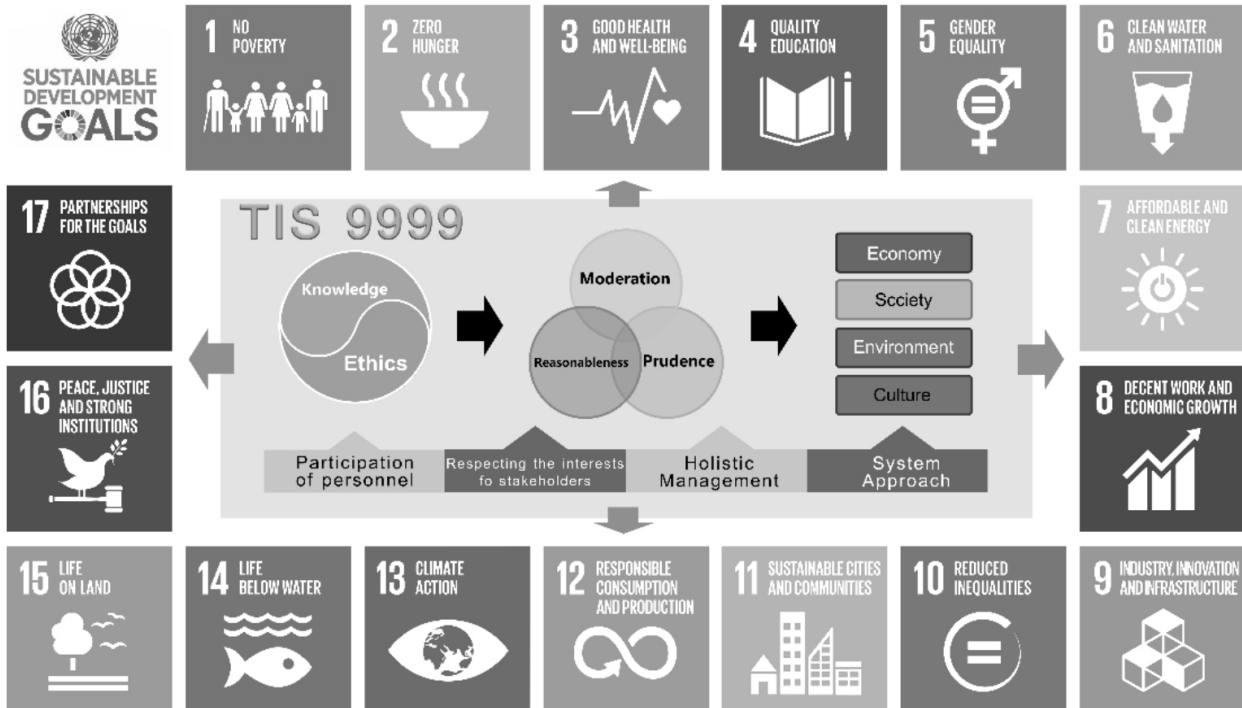 SUSTAINABLE
DEVELOPMENT
GOALS
1 NO
POVERTY
2 ZERO
HUNGER
3 GOOD HEALTH
AND WELL-BEING
4 QUALITY
EDUCATION
5 GENDER
EQUALITY
6 CLEAN WATER
AND SANITATION
17 PARTNERSHIPS
FOR THE GOALS
TIS 9999
Knowledge
Ethics
Moderation
Reasonableness
Prudence
Economy
Scciety
Environment
Culture
Participation
of personnel
Respecting the interests
fo stakeholders
Holistic
Management
System
Approach
7 AFFORDABLE AND
CLEAN ENERGY
16 PEACE, JUSTICE
AND STRONG
INSTITUTIONS
8 DECENT WORK AND
ECONOMIC GROWTH
15 LIFE
ON LAND
14 LIFE
BELOW WATER
13 CLIMATE
ACTION
12 RESPONSIBLE
CONSUMPTION
AND PRODUCTION
11 SUSTAINABLE CITIES
AND COMMUNITIES
10 REDUCED
INEQUALITIES
9 INDUSTRY, INNOVATION
AND INFRASTRUCTURE